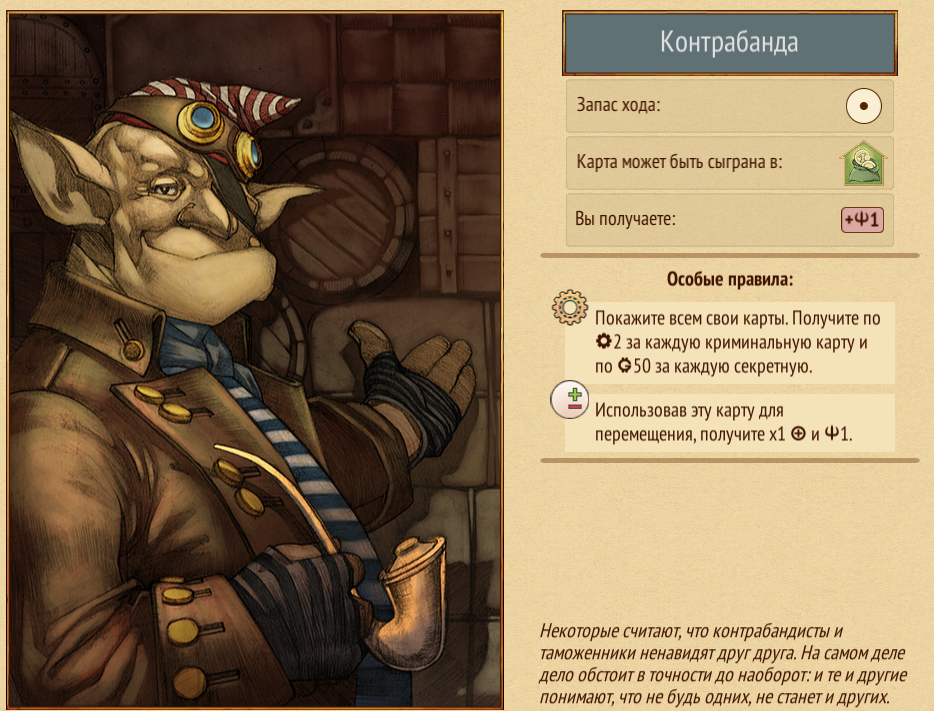 Контрабанда
Запас хода:
Карта может быть сыграна в:
Вы получаете:
+Ψ1
Особые правила:
Покажите всем свои карты. Получите по
2 за каждую криминальную карту и
по 50 за каждую секретную.
Использовав эту карту для
перемещения, получите x1 и Ψ1.
Некоторые считают, что контрабандисты и
таможенники ненавидят друг друга. На самом деле
дело обстоит в точности до наоборот: и те и другие
понимают, что не будь одних, не станет и других.